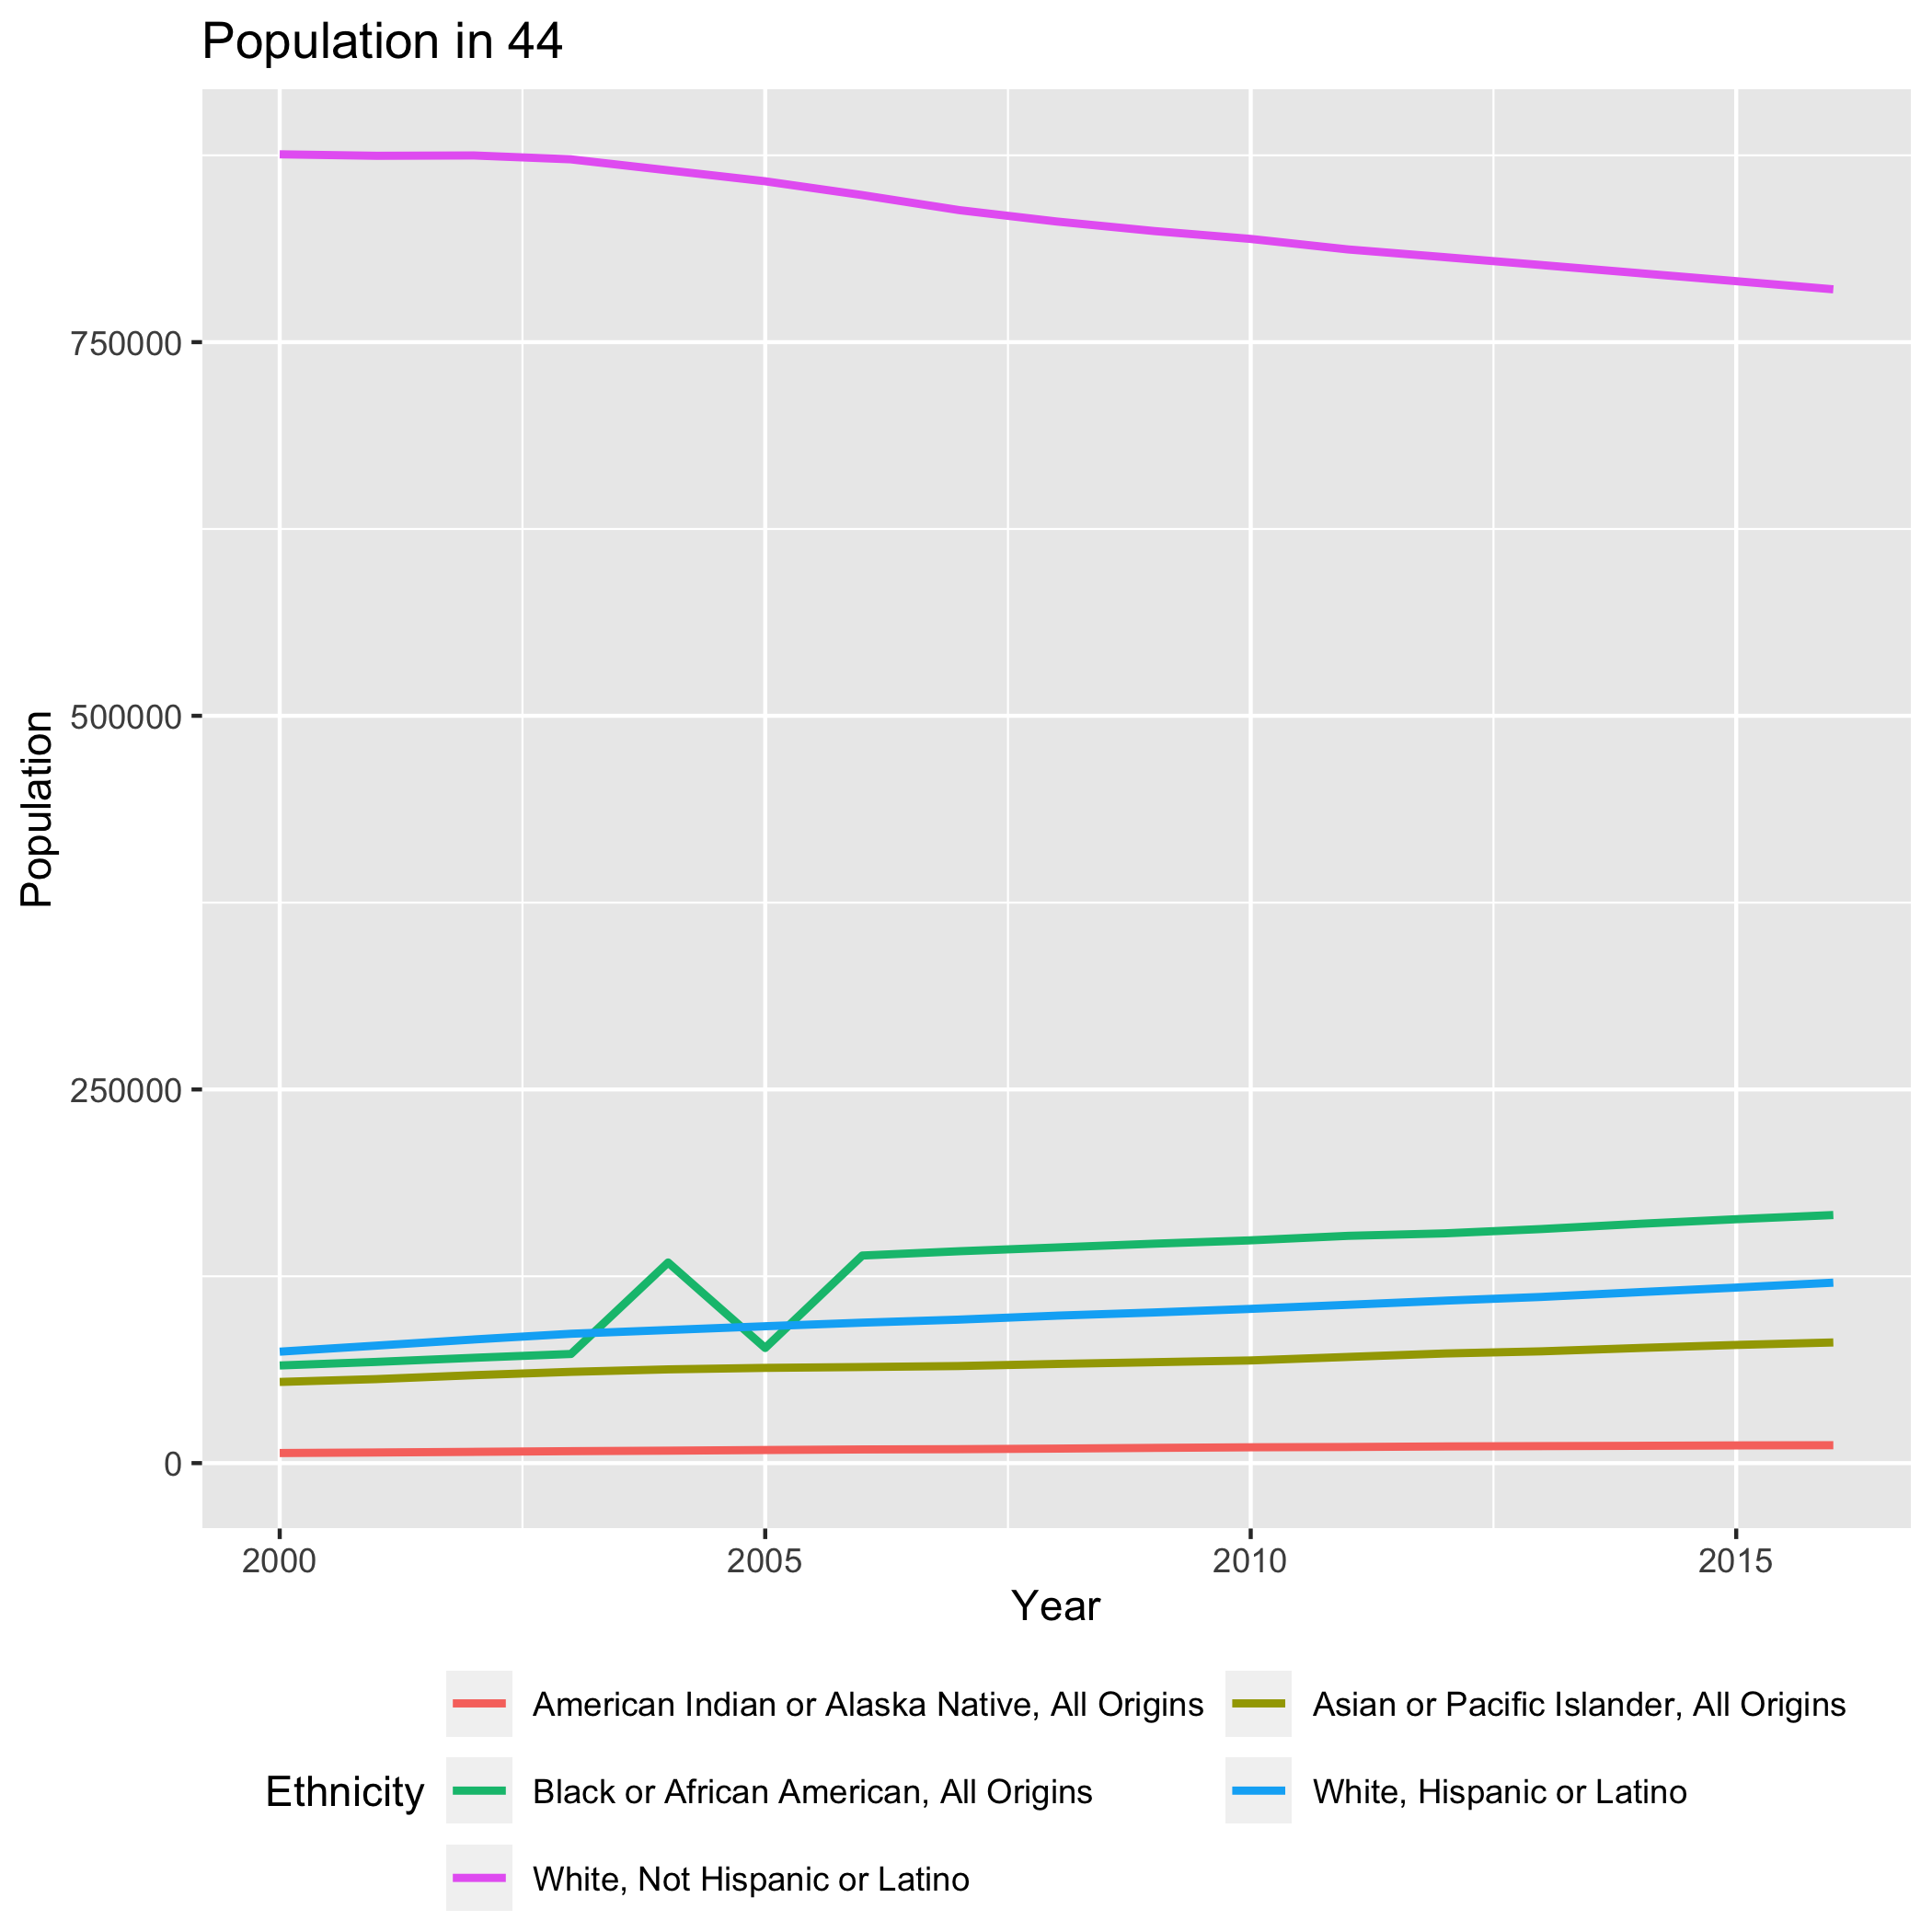 Population in 44
Population
750000
500000
250000
0
2000 2005 2010 2015
Year
Ethnicity
American Indian or Alaska Native, All Origins
Asian or Pacific Islander, All Origins
Black or African American, All Origins
White, Hispanic or Latino
White, Not Hispanic or Latino